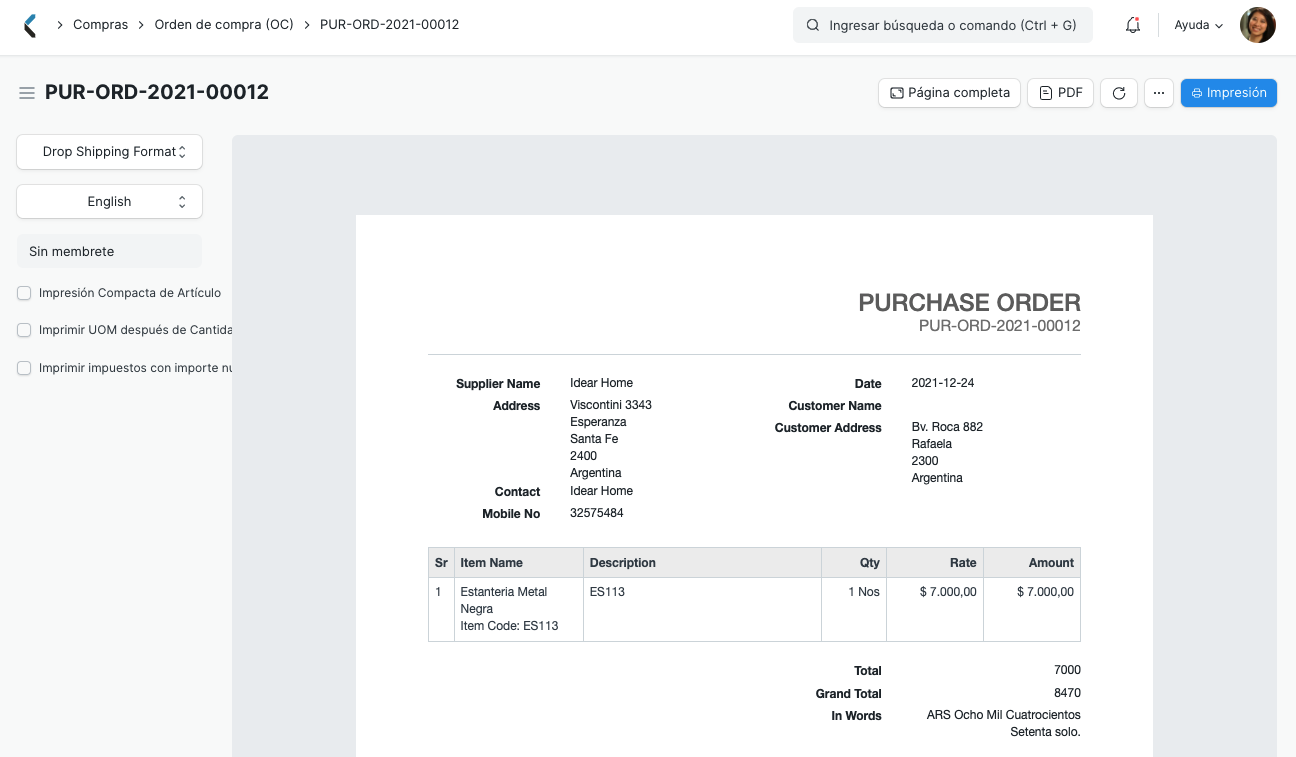 Compras
Orden de compra (OC)
PUR-ORD-2021-00012
Ingresar búsqueda o comando (Ctrl + G)
Ayuda
PUR-ORD-2021-00012
Página completa
PDF
Impresión
Drop Shipping Format
English
Sin membrete
Impresión Compacta de Artículo
Imprimir UOM después de Cantida
Imprimir impuestos con importe nu
PURCHASE ORDER
PUR-ORD-2021-00012
Supplier Name Idear Home
Address Viscontini 3343
Esperanza
Santa Fe
2400
Argentina
Contact Idear Home
Mobile No 32575484
Date 2021-12-24
Customer Name
Customer Address Bv. Roca 882
Rafaela
2300
Argentina
Sr Item Name Description Qty Rate Amount
1 Estanteria Metal ES113 1 Nos $ 7.000,00 $ 7.000,00
Negra
Item Code: ES113
Total 7000
Grand Total 8470
In Words ARS Ocho Mil Cuatrocientos
Setenta solo.